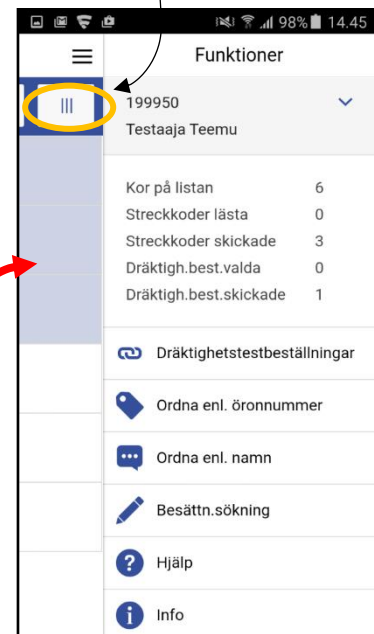 98% 14.45
Funktioner
199950
Testaaja Teemu
Kor på listan 6
Streckkoder lästa 0
Streckkoder skickade 3
Dräktigh.best.valda 0
Dräktigh.best.skickade 1
Dräktighetstestbeställningar
Ordna enl. öronnummer
Ordna enl. namn
Besättn.sökning
Hjälp
Info